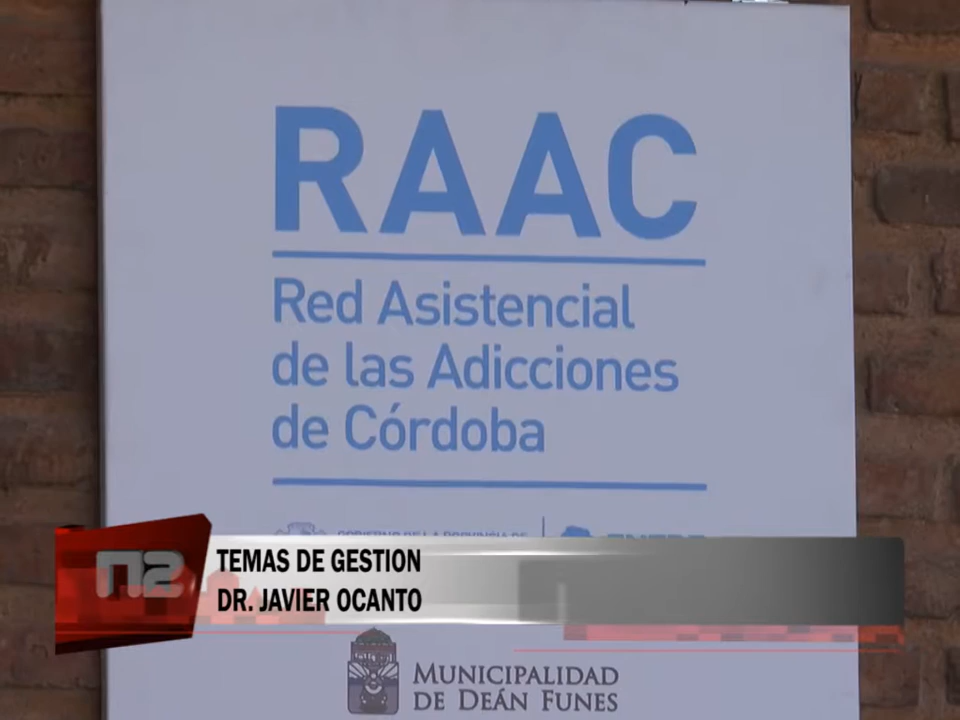 RAAC
Red Asistencial
de las Adicciones
de Córdoba
TEMAS DE GESTION
DR. JAVIER OCANTO
MUNICIPALIDAD
DE DEÁN FUNES